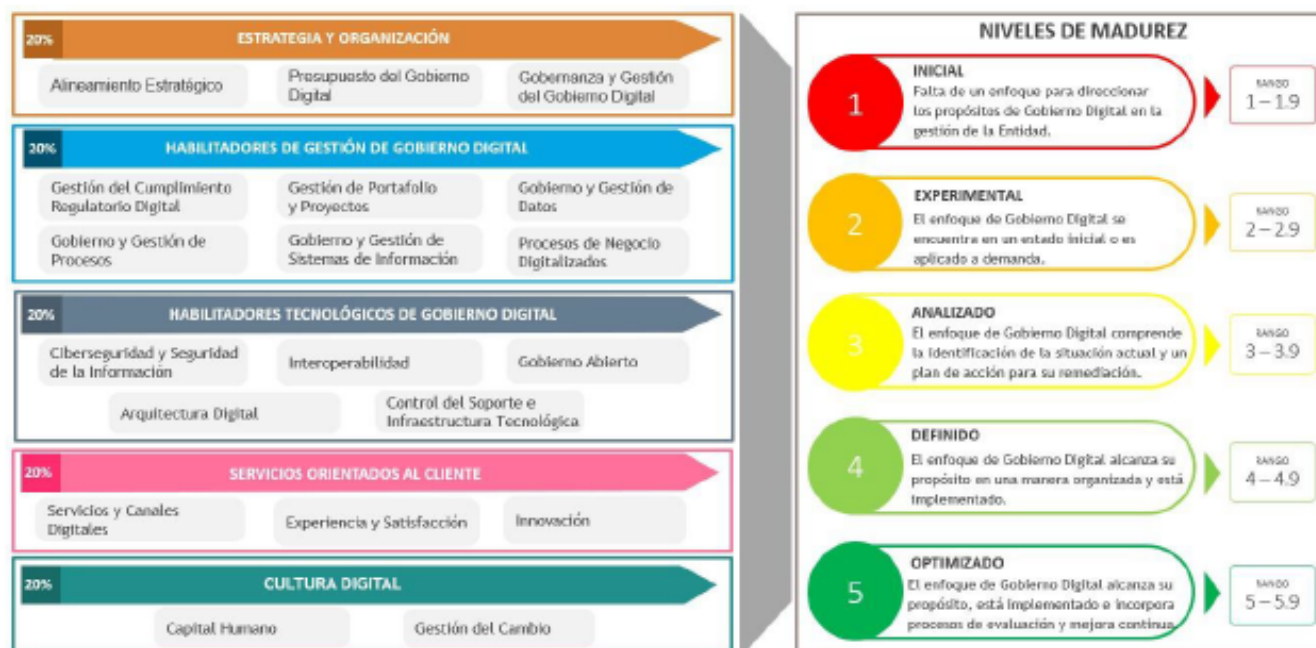 20%
ESTRATEGIA Y ORGANIZACIÓN
Alineamiento Estratégico
Presupuesto del Gobierno
Digital
Gobernanza y Gestión
del Gobierno Digital
20%
HABILITADORES DE GESTIÓN DE GOBIERNO DIGITAL
Gestión del Cumplimiento
Regulatorio Digital
Gestión de Portafolio
y Proyectos
Gobierno y Gestión de
Datos
Gobierno y Gestión de
Procesos
Gobierno y Gestión de
Sistemas de Información
Procesos de Negocio
Digitalizados
20%
HABILITADORES TECNOLÓGICOS DE GOBIERNO DIGITAL
Ciberseguridad y Seguridad
de la Información
Interoperabilidad
Gobierno Abierto
Arquitectura Digital
Control del Soporte e
Infraestructura Tecnológica
20%
SERVICIOS ORIENTADOS AL CLIENTE
Servicios y Canales
Digitales
Experiencia y Satisfacción
Innovación
20%
CULTURA DIGITAL
Capital Humano
Gestión del Cambio
NIVELES DE MADUREZ
1
INICIAL
Falta de un enfoque para direccionar
los propósitos de Gobierno Digital en la
gestión de la Entidad.
RANGO
1 – 1.9
2
EXPERIMENTAL
El enfoque de Gobierno Digital se
encuentra en un estado inicial o es
aplicado a demanda.
RANGO
2 – 2.9
3
ANALIZADO
El enfoque de Gobierno Digital comprende
la identificación de la situación actual y un
plan de acción para su remediación.
RANGO
3 – 3.9
4
DEFINIDO
El enfoque de Gobierno Digital alcanza su
propósito en una manera organizada y está
implementado.
RANGO
4 – 4.9
5
OPTIMIZADO
El enfoque de Gobierno Digital alcanza su
propósito, está implementado e incorpora
procesos de evaluación y mejora continua.
RANGO
5 – 5.9